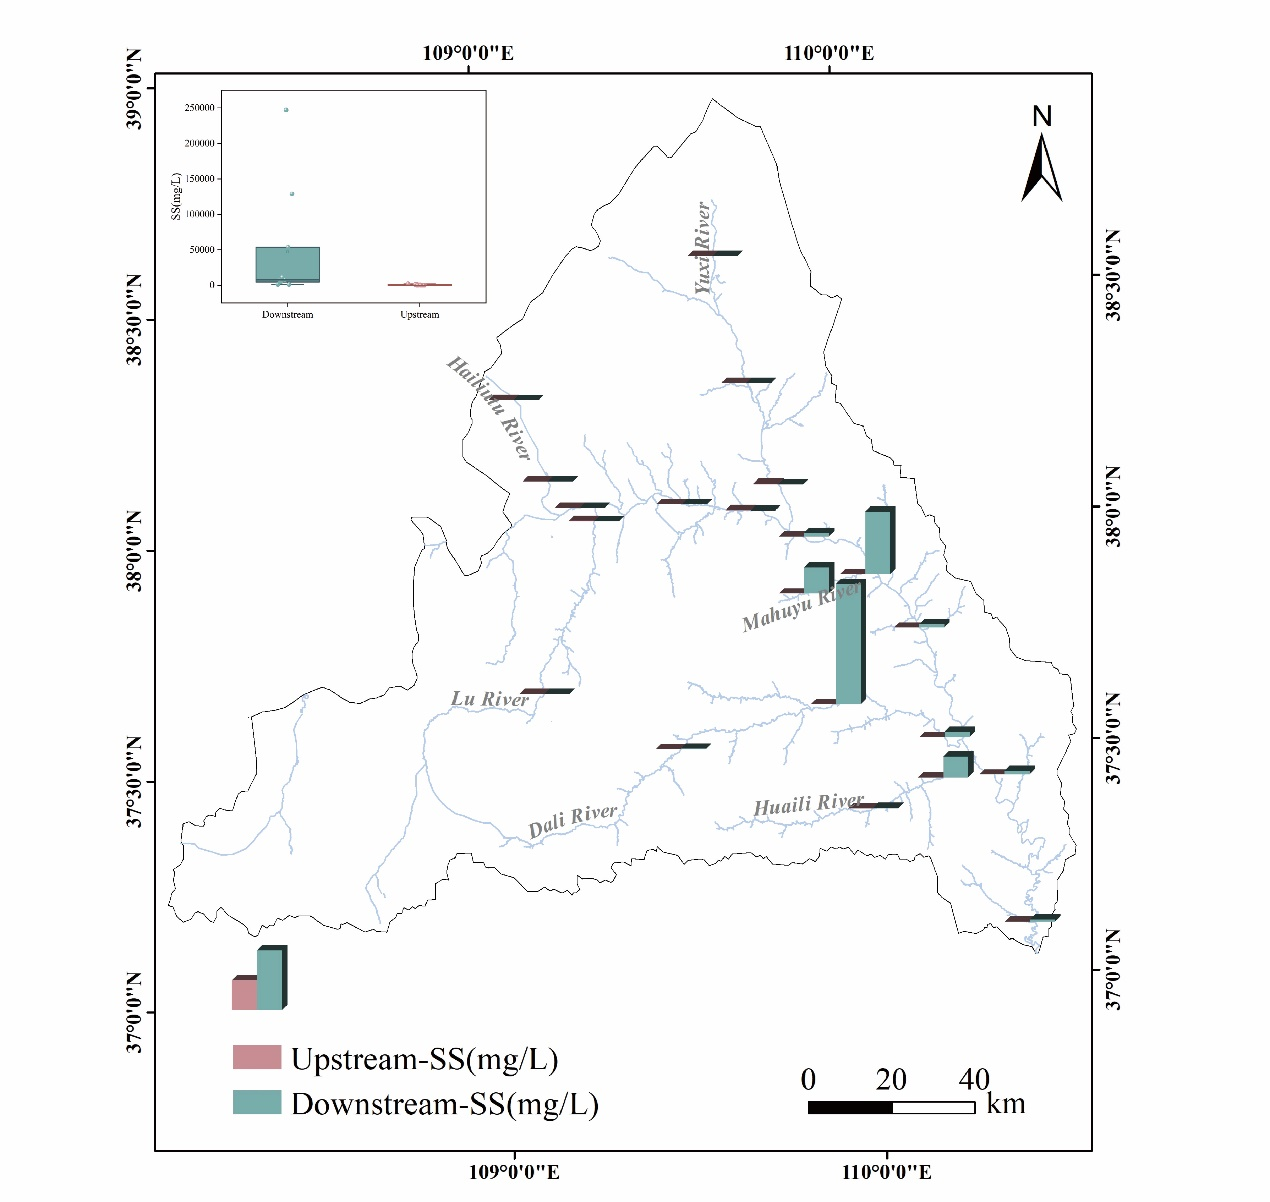 109°0'0"E
110°0'0"E
39°0'0"N
38°30'0"N
38°0'0"N
37°30'0"N
37°0'0"N
250000
200000
150000
100000
50000
0
SS(mg/L)
Downstream
Upstream
N
Yuxi River
Hailiutu River
Mahuyu River
Lu River
Dali River
Huaili River
38°30'0"N
38°0'0"N
37°30'0"N
37°0'0"N
Upstream-SS(mg/L)
Downstream-SS(mg/L)
0 20 40
km
109°0'0"E
110°0'0"E